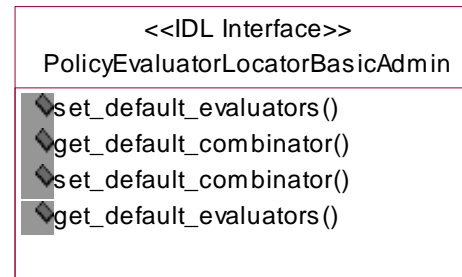 <<IDL Interface>>
PolicyEvaluatorLocatorBasicAdmin
set_default_evaluators()
get_default_combinator()
set_default_combinator()
get_default_evaluators()